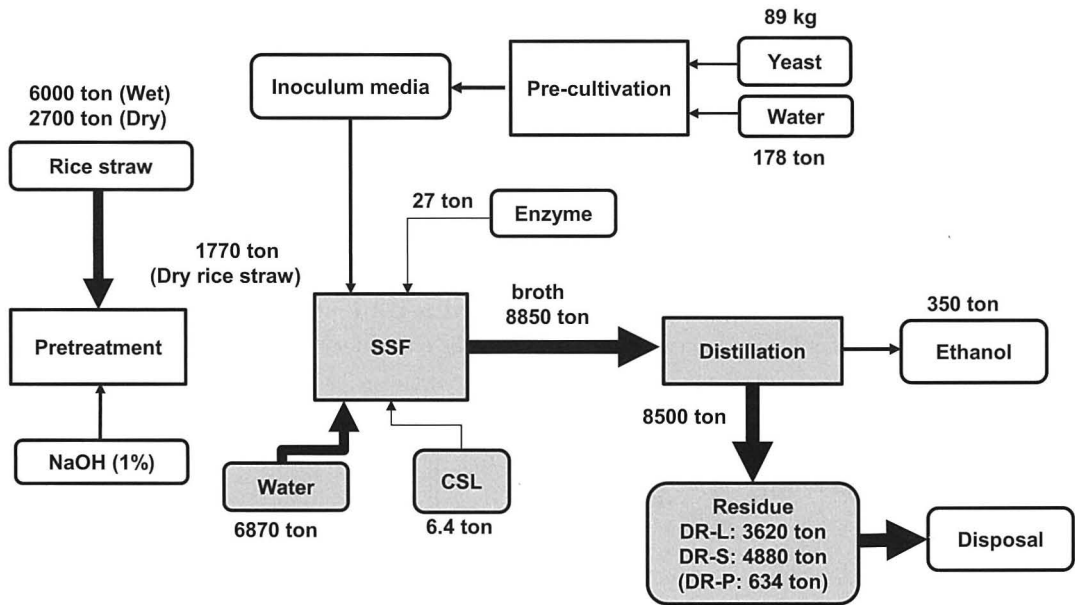 89 kg
Yeast
Pre-cultivation
Inoculum media
Water
178 ton
6000 ton (Wet)
2700 ton (Dry)
Rice straw
27 ton
Enzyme
1770 ton
(Dry rice straw)
broth
8850 ton
350 ton
Pretreatment
SSF
Distillation
Ethanol
8500 ton
NaOH (1%)
Water
6870 ton
CSL
6.4 ton
Residue
DR-L: 3620 ton
DR-S: 4880 ton
(DR-P: 634 ton)
Disposal